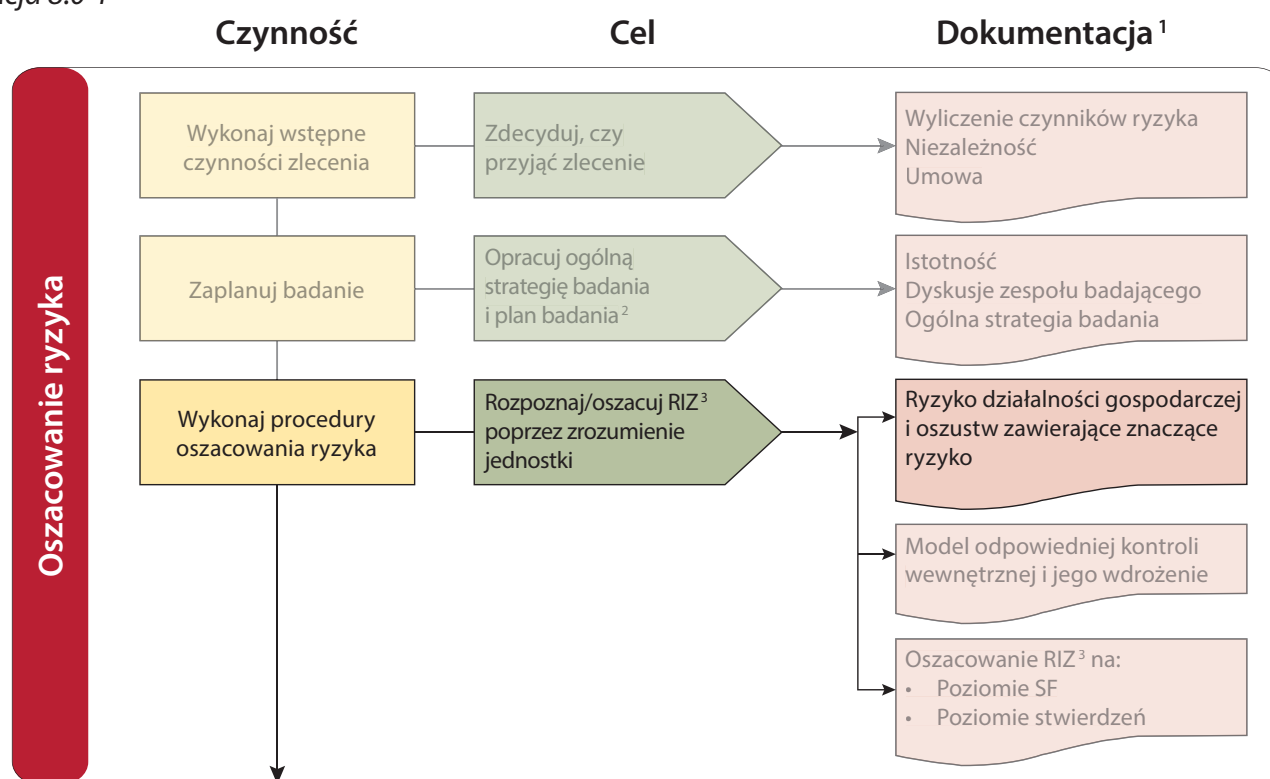 8.0-1
Czynność
Cel
Dokumentacja ¹
Oszacowanie ryzyka
Wykonaj wstępne
czynności zlecenia
Zdecyduj, czy
przyjąć zlecenie
Wyliczenie czynników ryzyka
Niezależność
Umowa
Zaplanuj badanie
Opracuj ogólną
strategię badania
i plan badania ²
Istotność
Dyskusje zespołu badającego
Ogólna strategia badania
Wykonaj procedury
oszacowania ryzyka
Rozpoznaj/oszacuj RIZ ³
poprzez zrozumienie
jednostki
Ryzyko działalności gospodarczej
i oszustw zawierające znaczące
ryzyko
Model odpowiedniej kontroli
wewnętrznej i jego wdrożenie
Oszacowanie RIZ ³ na:
• Poziomie SF
• Poziomie stwierdzeń